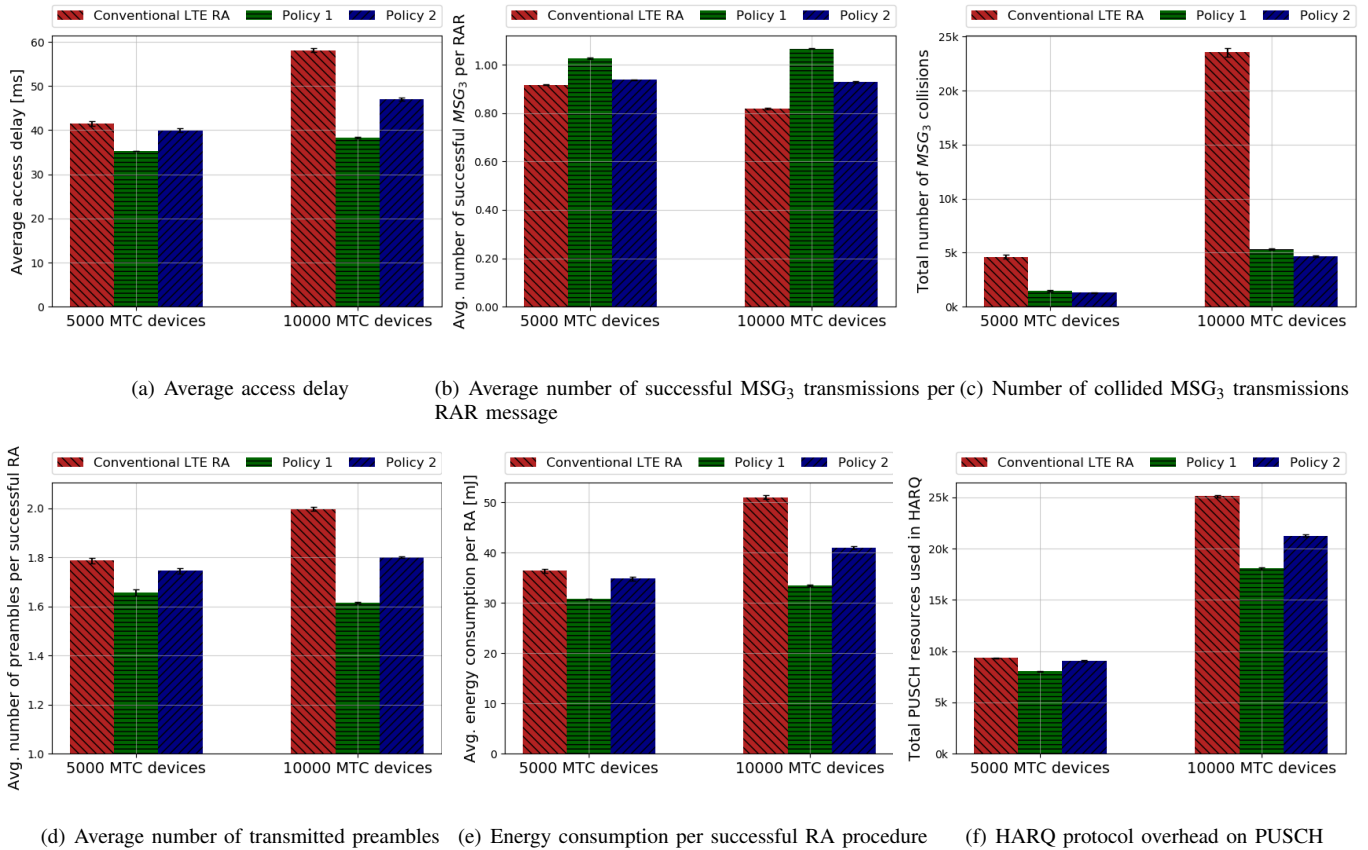 Conventional LTE RA Policy 1 Policy 2
Average access delay [ms]
60
50
40
30
20
10
0
5000 MTC devices 10000 MTC devices
(a) Average access delay
Conventional LTE RA Policy 1 Policy 2
Avg. number of successful MSG3 per RAR
1.00
0.80
0.60
0.40
0.20
0.00
5000 MTC devices 10000 MTC devices
(b) Average number of successful MSG3 transmissions per
RAR message
Conventional LTE RA Policy 1 Policy 2
Total number of MSG3 collisions
25k
20k
15k
10k
5k
0k
5000 MTC devices 10000 MTC devices
(c) Number of collided MSG3 transmissions
Conventional LTE RA Policy 1 Policy 2
Avg. number of preambles per successful RA
2.0
1.8
1.6
1.4
1.2
1.0
5000 MTC devices 10000 MTC devices
(d) Average number of transmitted preambles
Conventional LTE RA Policy 1 Policy 2
Avg. energy consumption per RA [mJ]
50
40
30
20
10
0
5000 MTC devices 10000 MTC devices
(e) Energy consumption per successful RA procedure
Conventional LTE RA Policy 1 Policy 2
Total PUSCH resources used in HARQ
25k
20k
15k
10k
5k
0k
5000 MTC devices 10000 MTC devices
(f) HARQ protocol overhead on PUSCH